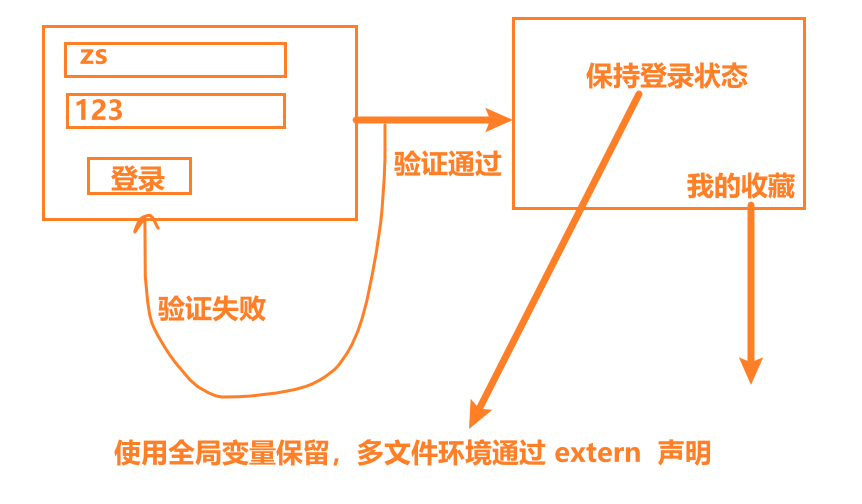 zs
123
登录
验证通过
验证失败
保持登录状态
我的收藏
使用全局变量保留，多文件环境通过 extern 声明